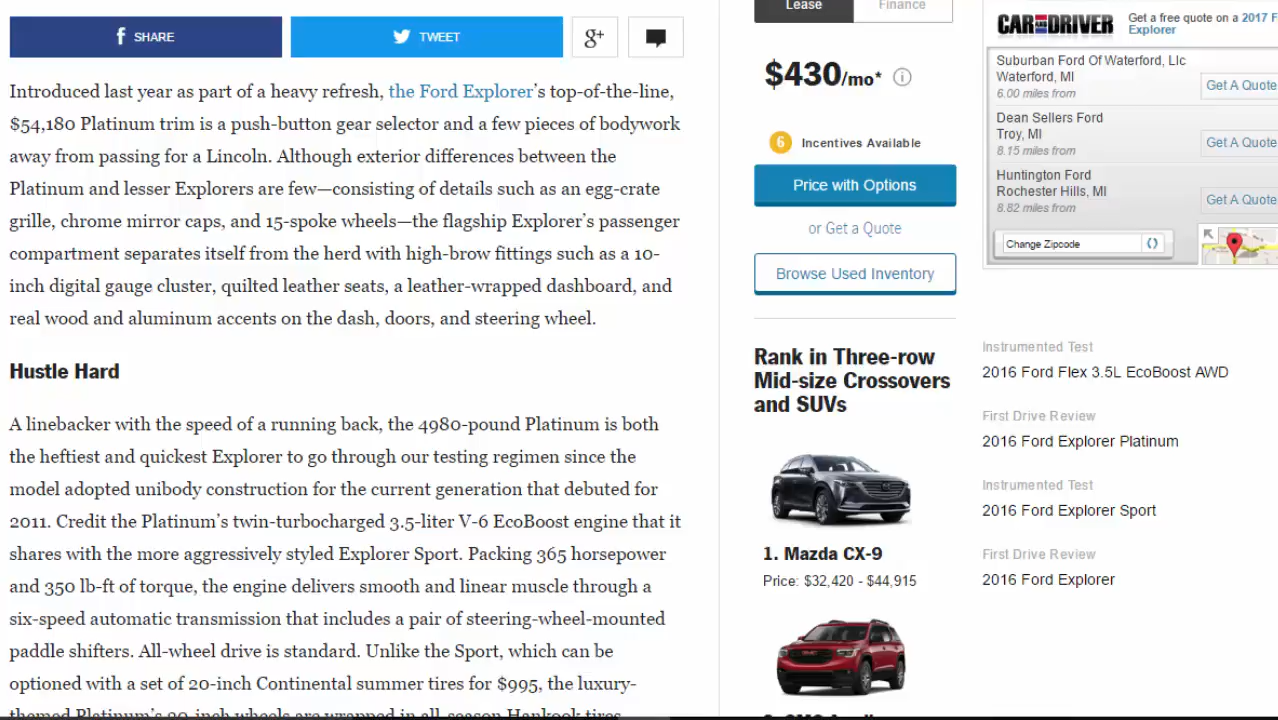 SHARE
TWEET
g+
Introduced last year as part of a heavy refresh, the Ford Explorer's top-of-the-line,
$54,180 Platinum trim is a push-button gear selector and a few pieces of bodywork
away from passing for a Lincoln. Although exterior differences between the
Platinum and lesser Explorers are few—consisting of details such as an egg-crate
grille, chrome mirror caps, and 15-spoke wheels—the flagship Explorer's passenger
compartment separates itself from the herd with high-brow fittings such as a 10-
inch digital gauge cluster, quilted leather seats, a leather-wrapped dashboard, and
real wood and aluminum accents on the dash, doors, and steering wheel.
Hustle Hard
A linebacker with the speed of a running back, the 4980-pound Platinum is both
the heftiest and quickest Explorer to go through our testing regimen since the
model adopted unibody construction for the current generation that debuted for
2011. Credit the Platinum's twin-turbocharged 3.5-liter V-6 EcoBoost engine that it
shares with the more aggressively styled Explorer Sport. Packing 365 horsepower
and 350 lb-ft of torque, the engine delivers smooth and linear muscle through a
six-speed automatic transmission that includes a pair of steering-wheel-mounted
paddle shifters. All-wheel drive is standard. Unlike the Sport, which can be
optioned with a set of 20-inch Continental summer tires for $995, the luxury-
themed Platinum's 20-inch wheels are wrapped in all-season Hankook tires
Lease
Finance
$430/mo*
6 Incentives Available
Price with Options
or Get a Quote
Browse Used Inventory
Rank in Three-row
Mid-size Crossovers
and SUVs
1. Mazda CX-9
Price: $32,420 - $44,915
CAR AND DRIVER
Get a free quote on a 2017 F
Explorer
Suburban Ford Of Waterford, Llc
Waterford, MI
6.00 miles from
Get A Quote
Dean Sellers Ford
Troy, MI
8.15 miles from
Get A Quote
Huntington Ford
Rochester Hills, MI
8.82 miles from
Get A Quote
Change Zipcode
Instrumented Test
2016 Ford Flex 3.5L EcoBoost AWD
First Drive Review
2016 Ford Explorer Platinum
Instrumented Test
2016 Ford Explorer Sport
First Drive Review
2016 Ford Explorer